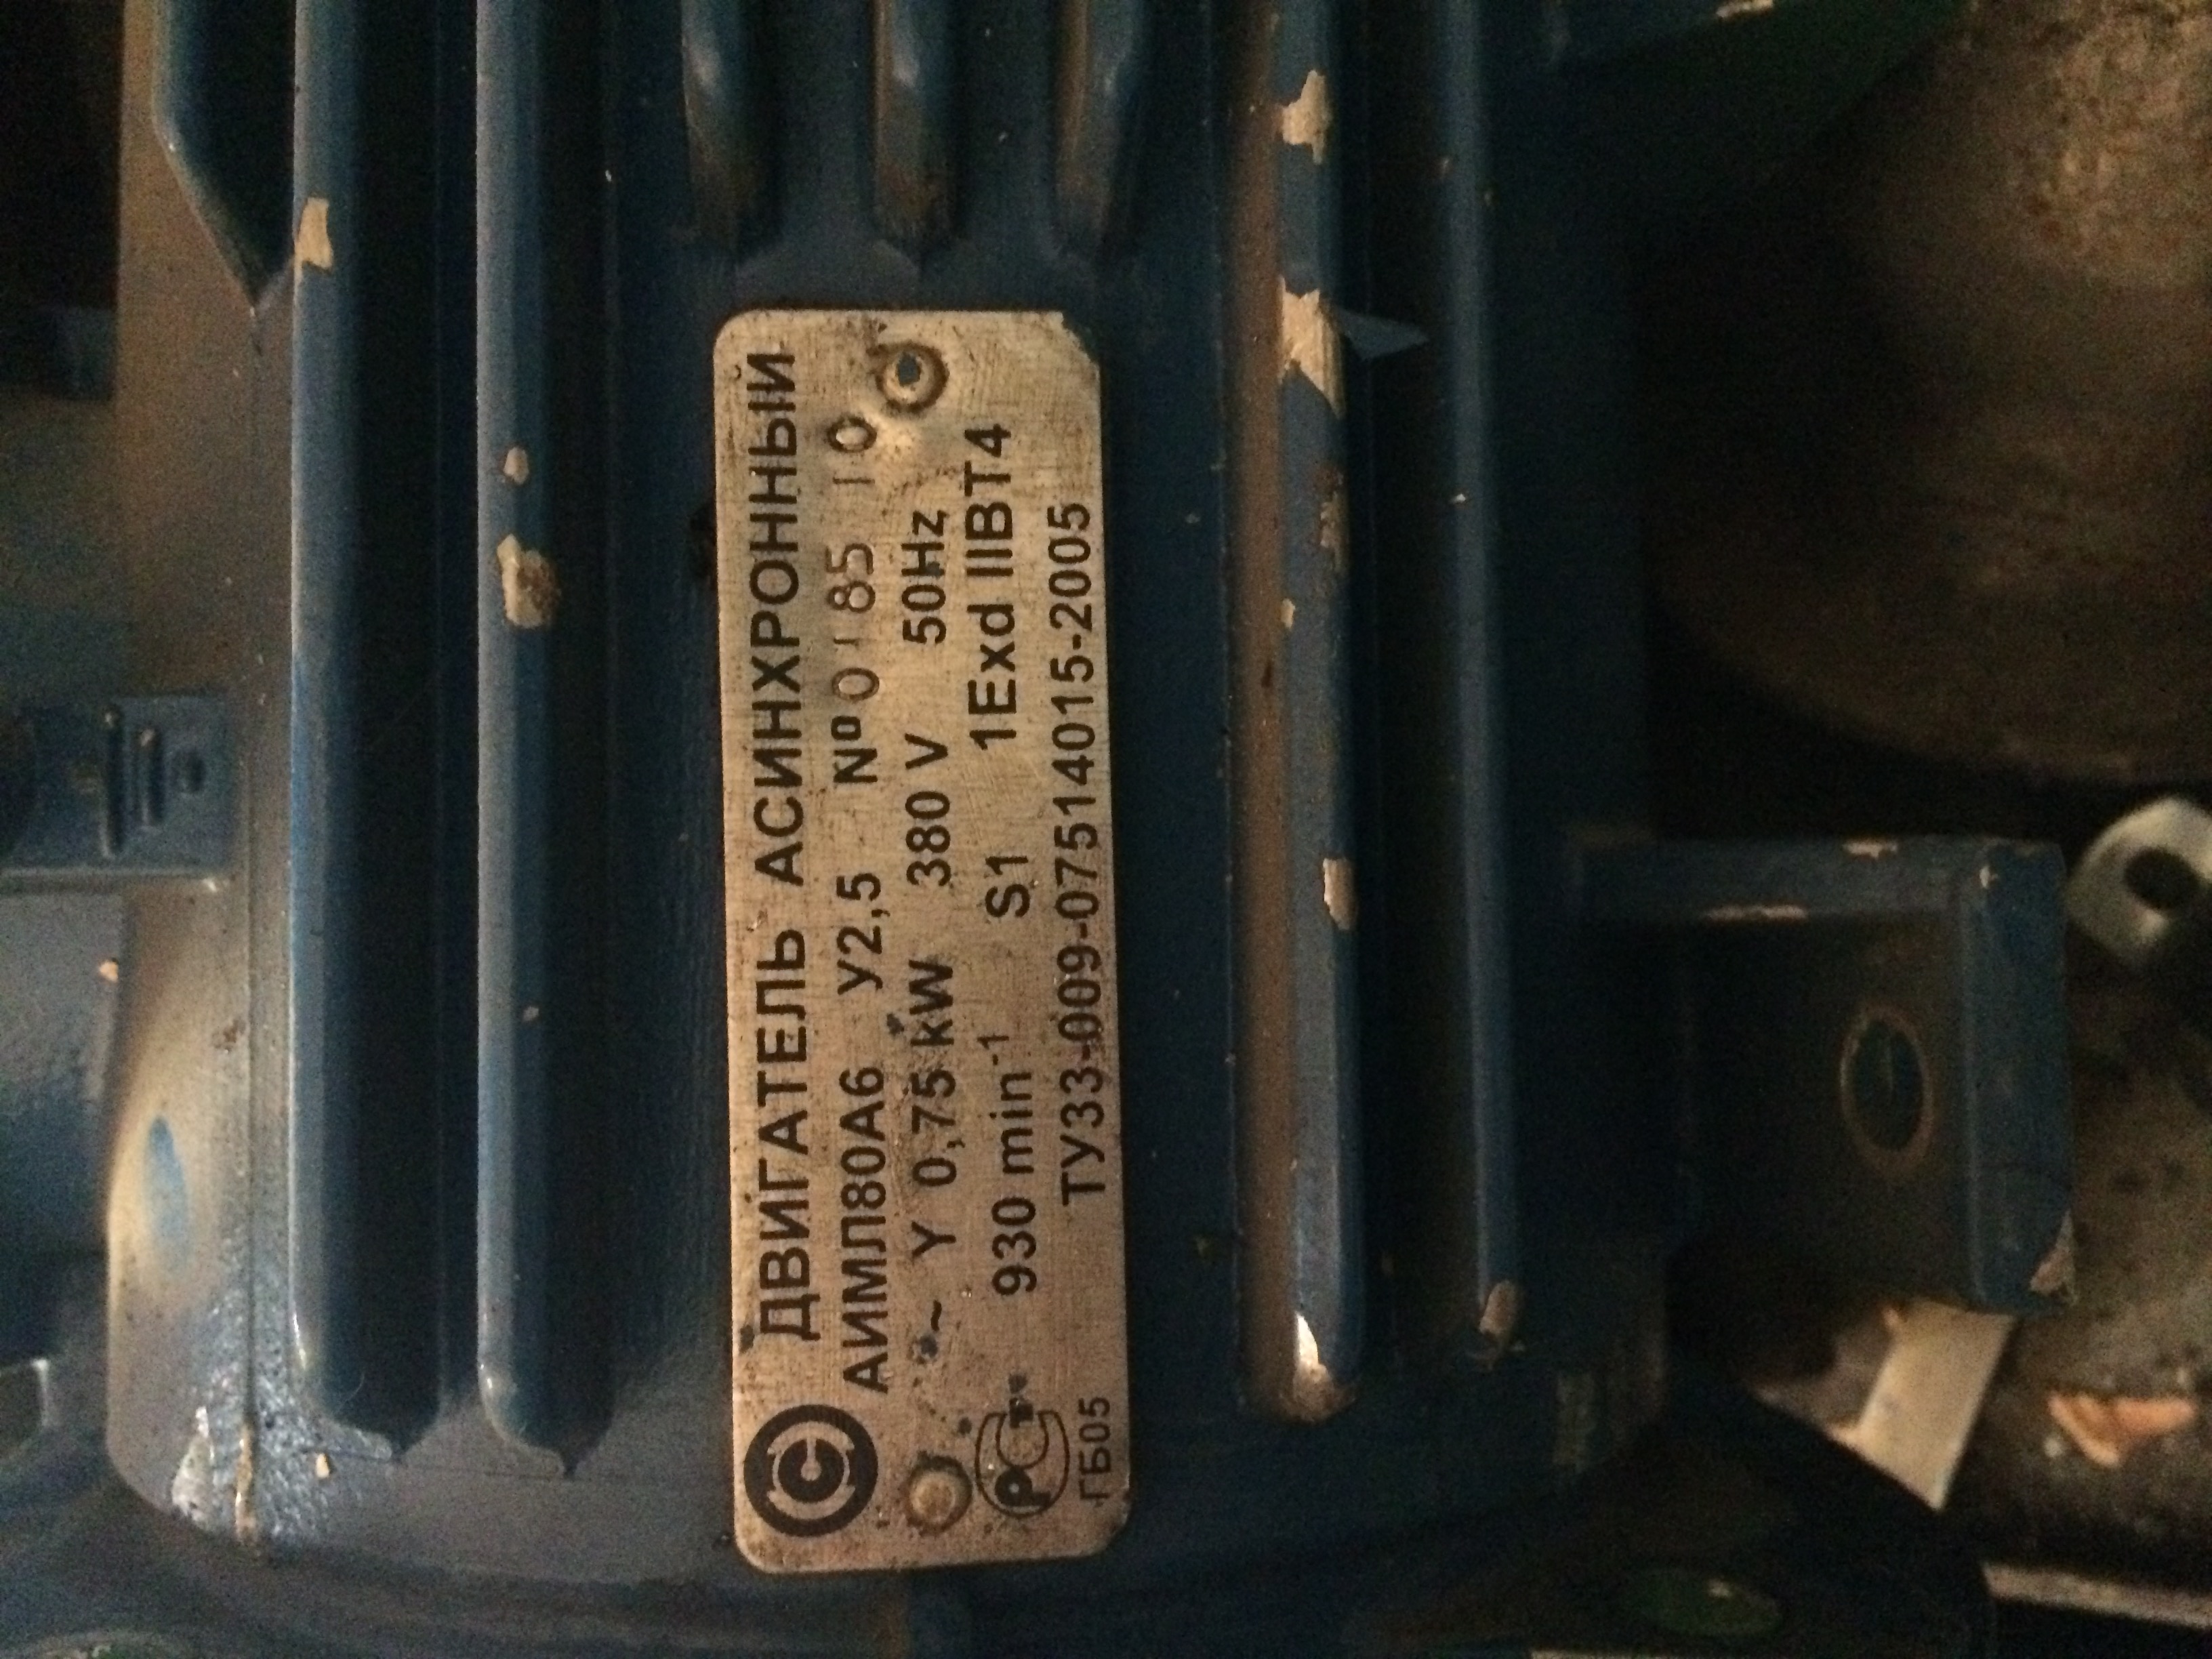 ДВИГАТЕЛЬ АСИНХРОННЫЙ
АИМЛ80А6 У2,5 №0185 10
~ Y 0,75 kW 380 V 50Hz
930 min⁻¹ S1 1Exd IIBT4
ТУ33-009-07514015-2005
РС
ГБ05